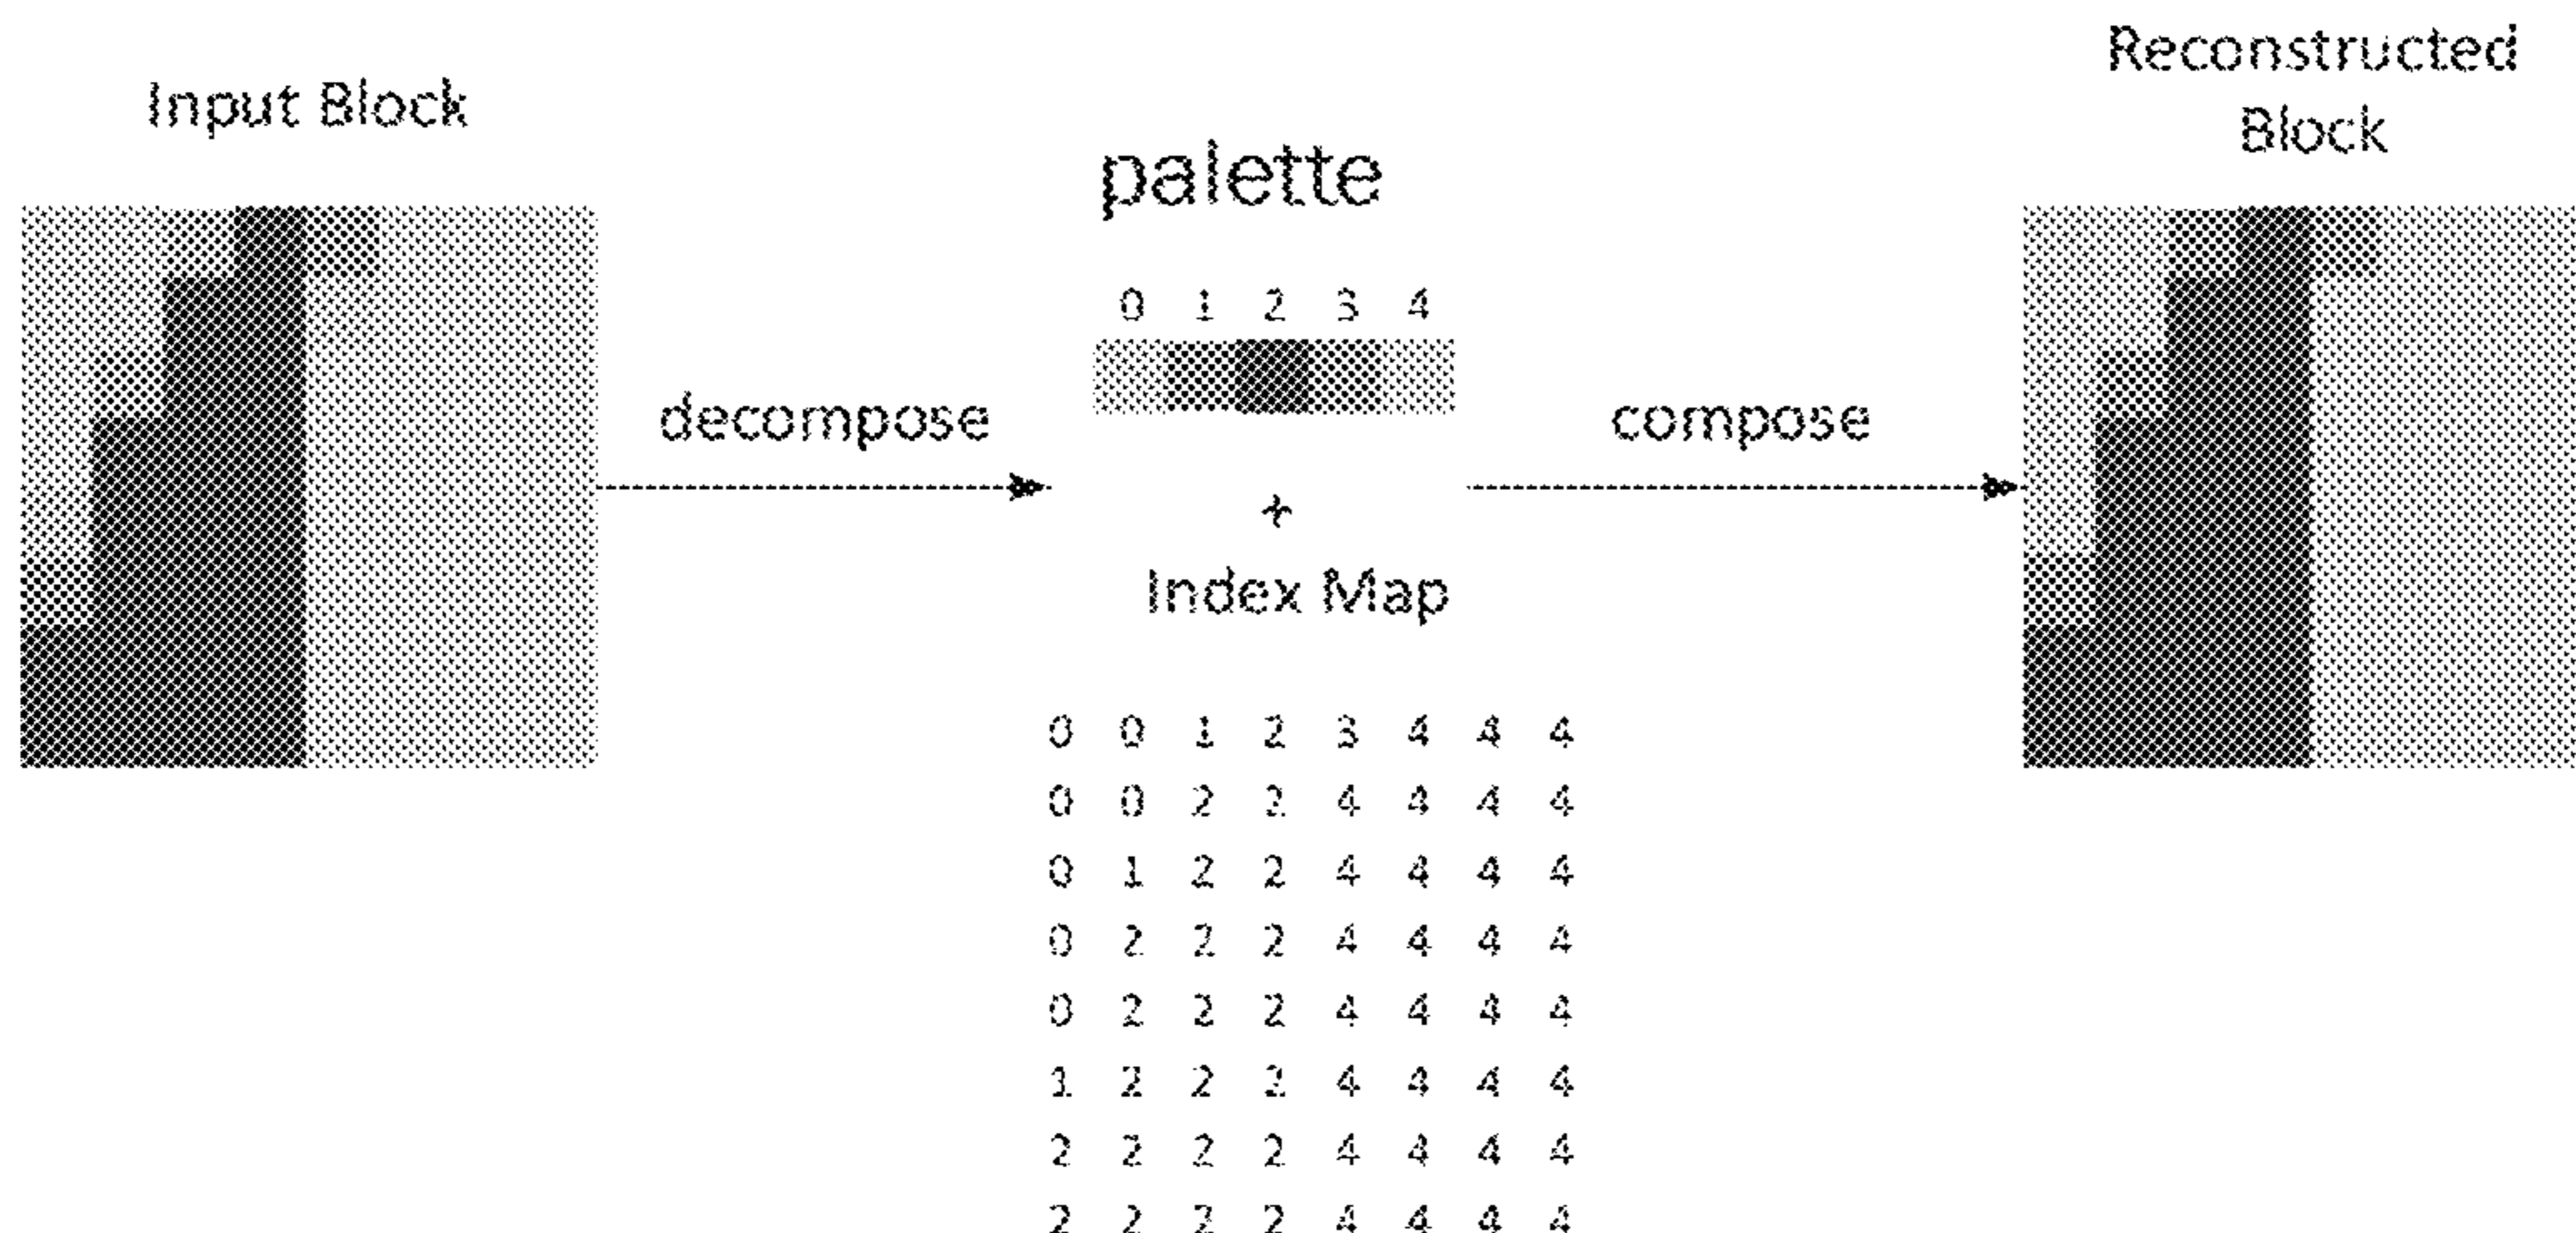 Input Block
Reconstructed
Block
palette
0 1 2 3 4
decompose
compose
+
Index Map
0 0 1 2 3 4 4 4
0 0 2 2 4 4 4 4
0 1 2 2 4 4 4 4
0 2 2 2 4 4 4 4
0 2 2 2 4 4 4 4
1 2 2 2 4 4 4 4
2 2 2 2 4 4 4 4
2 2 2 2 4 4 4 4